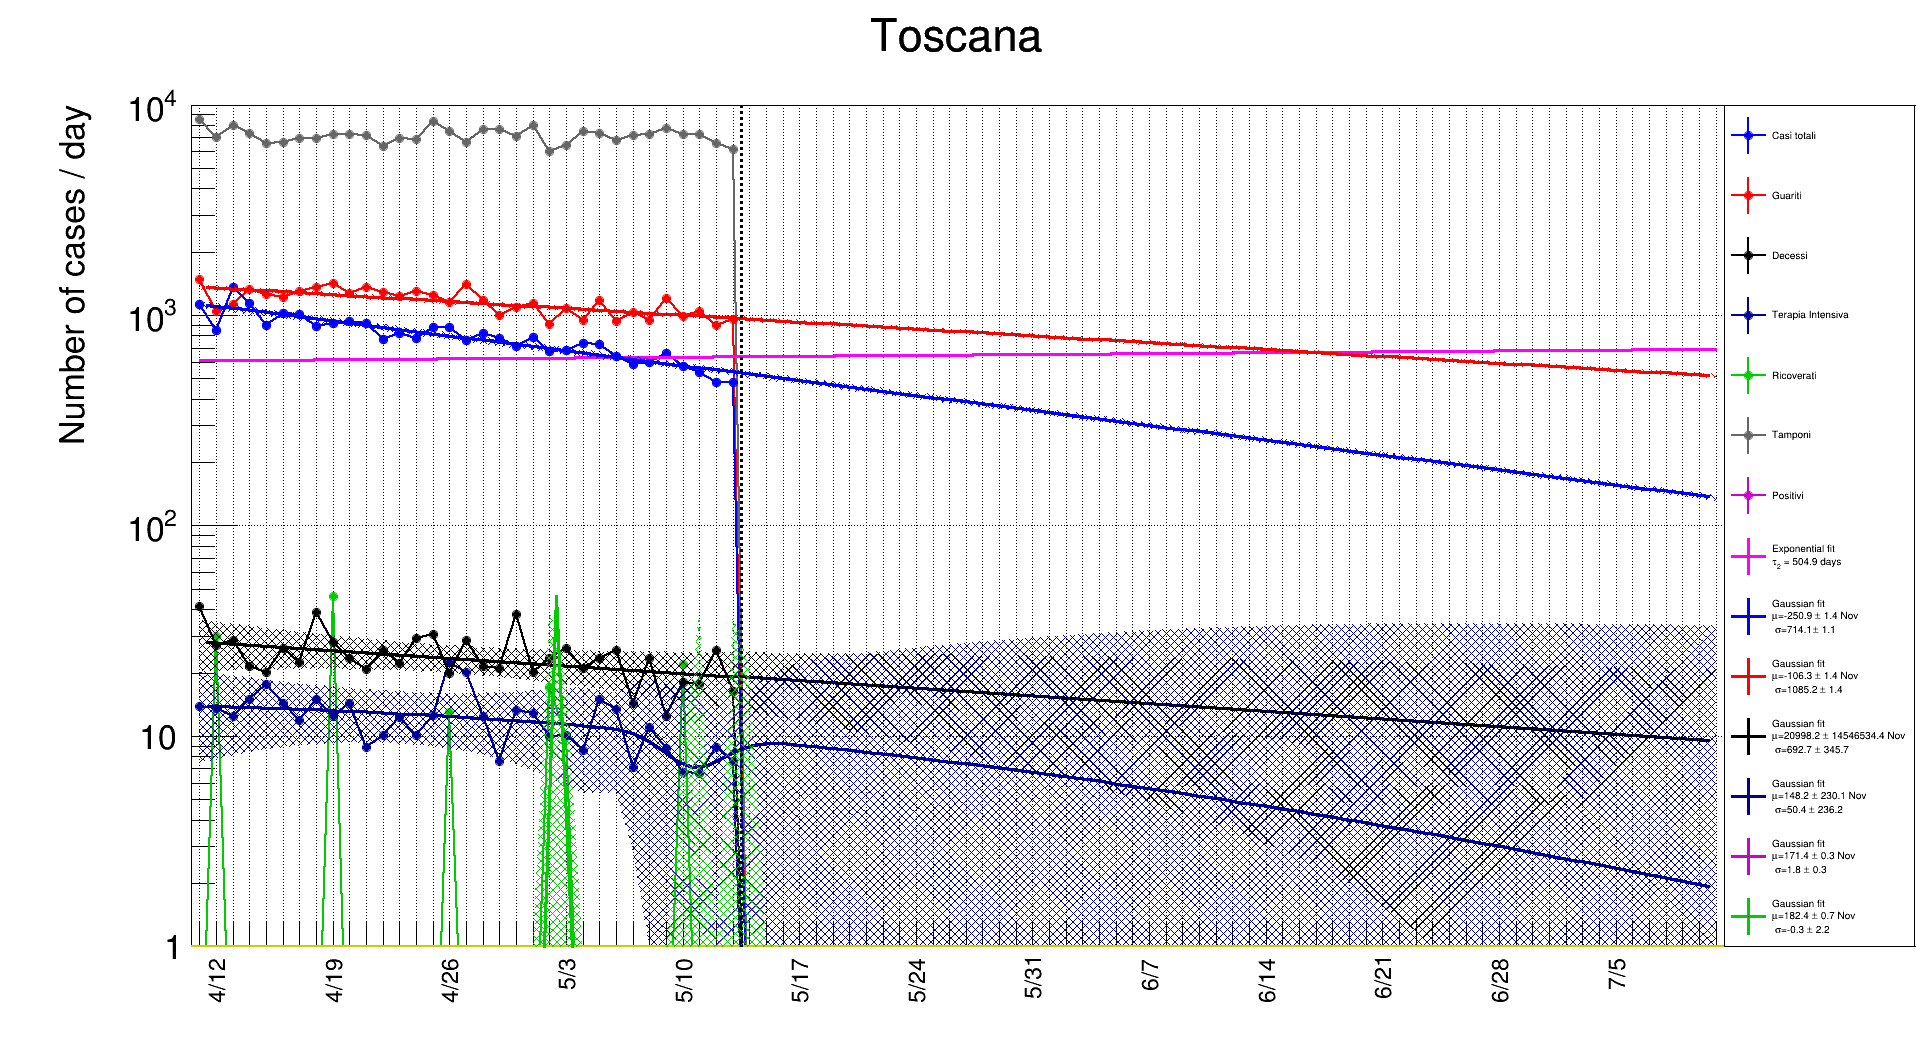 Toscana
Number of cases / day
10⁴
10³
10²
10
1
4/12
4/19
4/26
5/3
5/10
5/17
5/24
5/31
6/7
6/14
6/21
6/28
7/5
Casi totali
Guariti
Decessi
Terapia Intensiva
Ricoverati
Tamponi
Positivi
Exponential fit
τ₂ = 504.9 days
Gaussian fit
μ=-250.9 ± 1.4 Nov
σ=714.1± 1.1
Gaussian fit
μ=-106.3 ± 1.4 Nov
σ=1085.2 ± 1.4
Gaussian fit
μ=20998.2 ± 14546534.4 Nov
σ=692.7 ± 345.7
Gaussian fit
μ=148.2 ± 230.1 Nov
σ=50.4 ± 236.2
Gaussian fit
μ=171.4 ± 0.3 Nov
σ=1.8 ± 0.3
Gaussian fit
μ=182.4 ± 0.7 Nov
σ=-0.3 ± 2.2